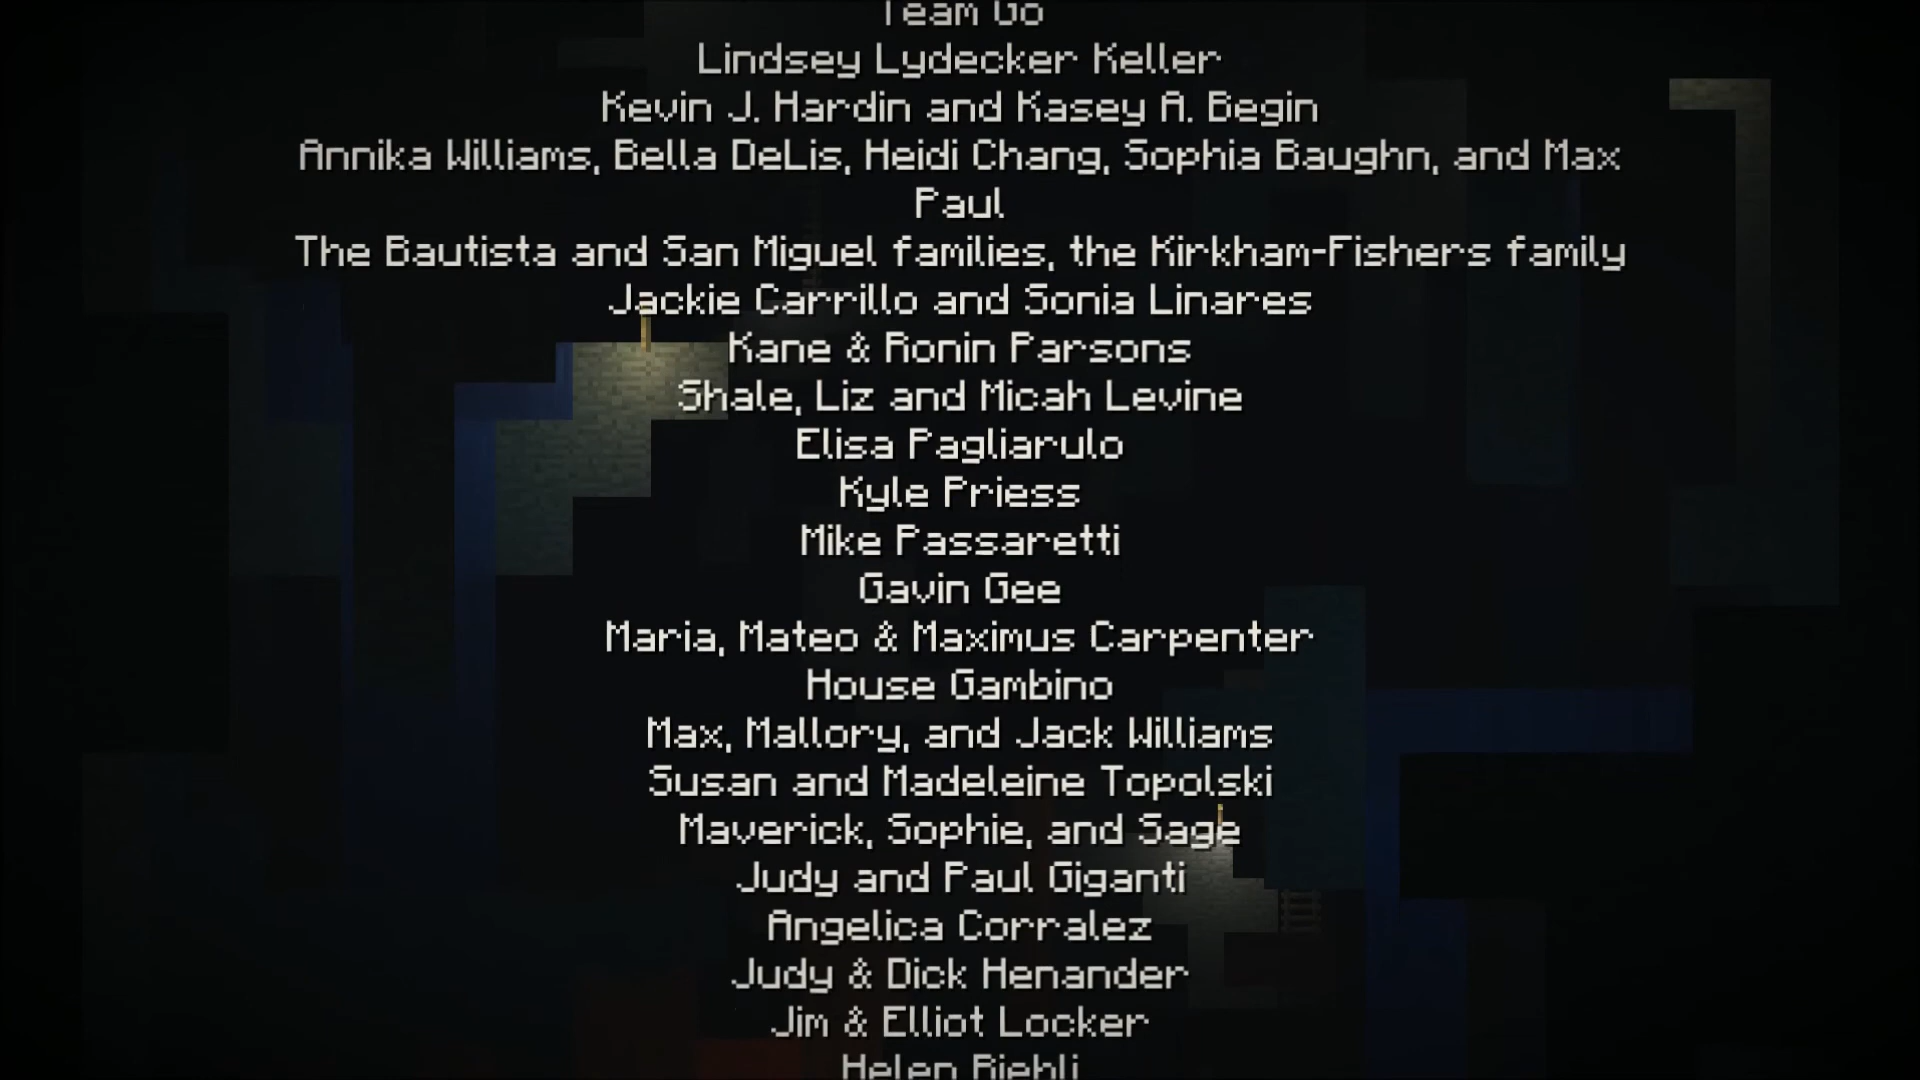 Team Go
Lindsey Lydecker Keller
Kevin J. Hardin and Kasey A. Begin
Annika Williams, Bella DeLis, Heidi Chang, Sophia Baughn, and Max
Paul
The Bautista and San Miguel families, the Kirkham-Fishers family
Jackie Carrillo and Sonia Linares
Kane & Ronin Parsons
Shale, Liz and Micah Levine
Elisa Pagliarulo
Kyle Priess
Mike Passaretti
Gavin Gee
Maria, Mateo & Maximus Carpenter
House Gambino
Max, Mallory, and Jack Williams
Susan and Madeleine Topolski
Maverick, Sophie, and Sage
Judy and Paul Giganti
Angelica Corralez
Judy & Dick Henander
Jim & Elliot Locker
Helen Riehli